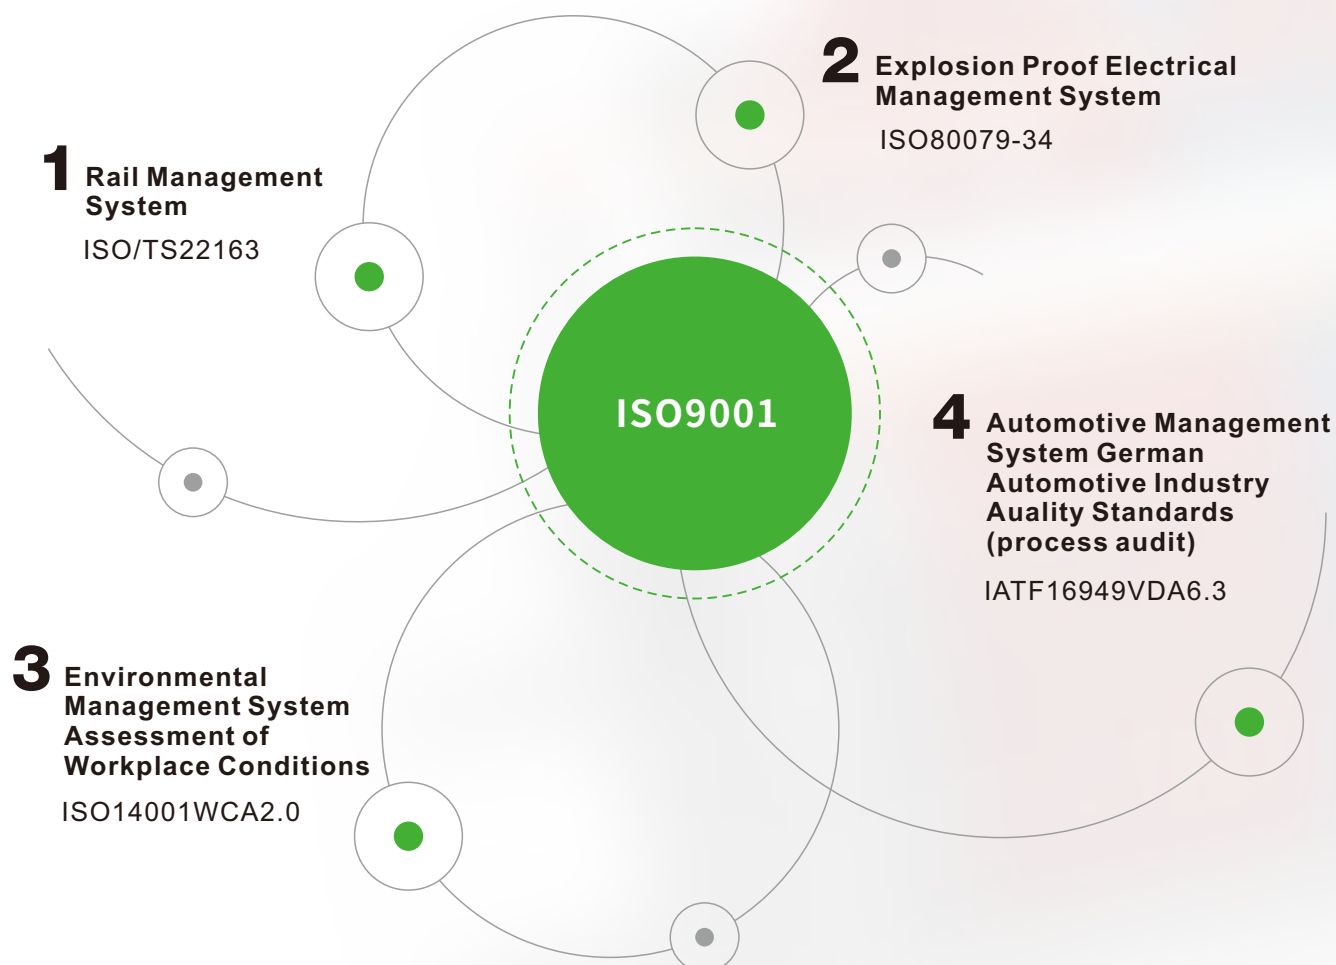 1
Rail Management
System
ISO/TS22163
2
Explosion Proof Electrical
Management System
ISO80079-34
ISO9001
3
Environmental
Management System
Assessment of
Workplace Conditions
ISO14001WCA2.0
4
Automotive Management
System German
Automotive Industry
Auality Standards
(process audit)
IATF16949VDA6.3